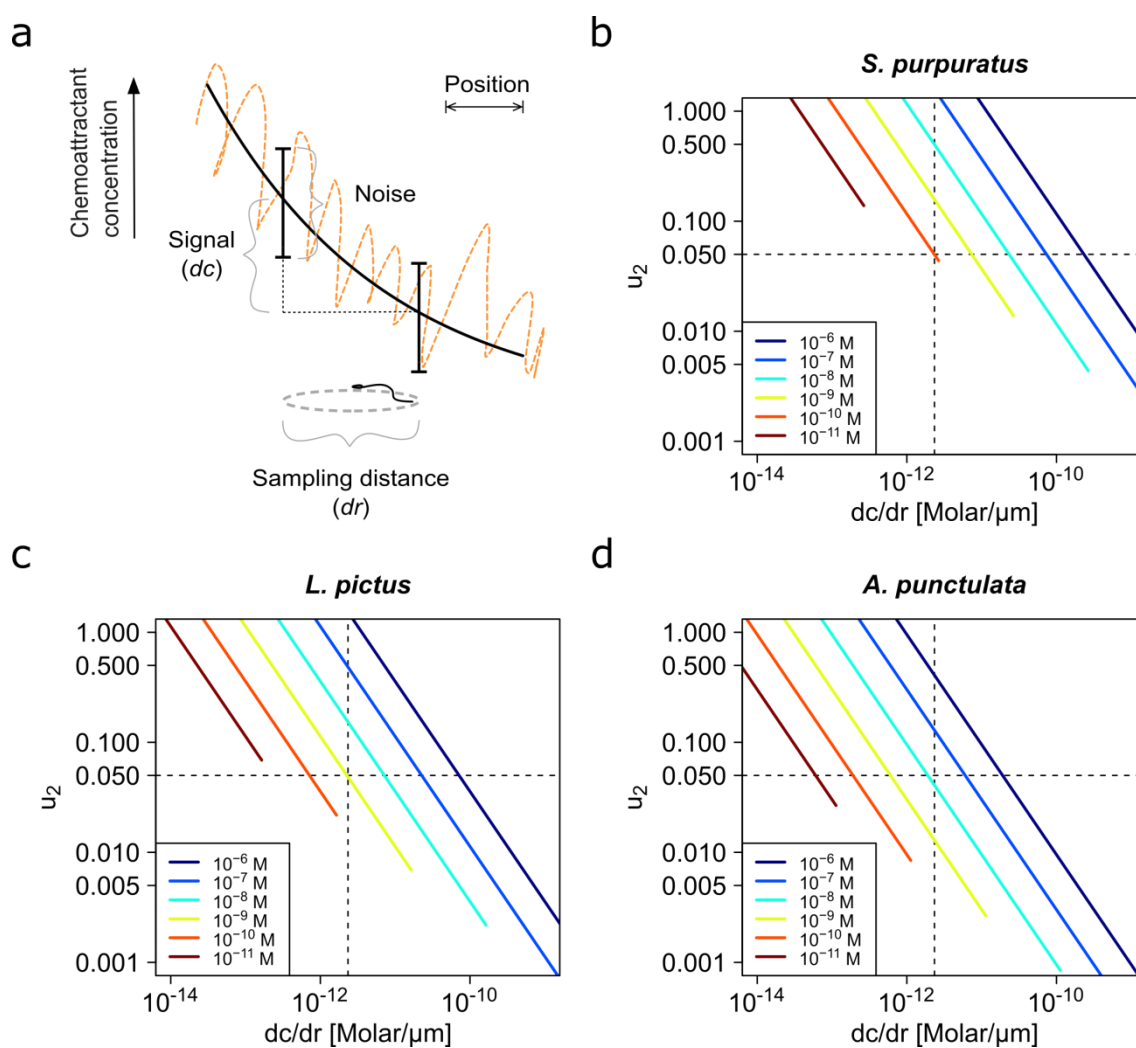 a
Chemoattractant
concentration
Position
Noise
Signal
(dc)
Sampling distance
(dr)
b
S. purpuratus
1.000
0.500
0.100
0.050
0.010
0.005
0.001
u₂
10⁻⁶ M
10⁻⁷ M
10⁻⁸ M
10⁻⁹ M
10⁻¹⁰ M
10⁻¹¹ M
10⁻¹⁴ 10⁻¹² 10⁻¹⁰
dc/dr [Molar/μm]
c
L. pictus
1.000
0.500
0.100
0.050
0.010
0.005
0.001
u₂
10⁻⁶ M
10⁻⁷ M
10⁻⁸ M
10⁻⁹ M
10⁻¹⁰ M
10⁻¹¹ M
10⁻¹⁴ 10⁻¹² 10⁻¹⁰
dc/dr [Molar/μm]
d
A. punctulata
1.000
0.500
0.100
0.050
0.010
0.005
0.001
u₂
10⁻⁶ M
10⁻⁷ M
10⁻⁸ M
10⁻⁹ M
10⁻¹⁰ M
10⁻¹¹ M
10⁻¹⁴ 10⁻¹² 10⁻¹⁰
dc/dr [Molar/μm]